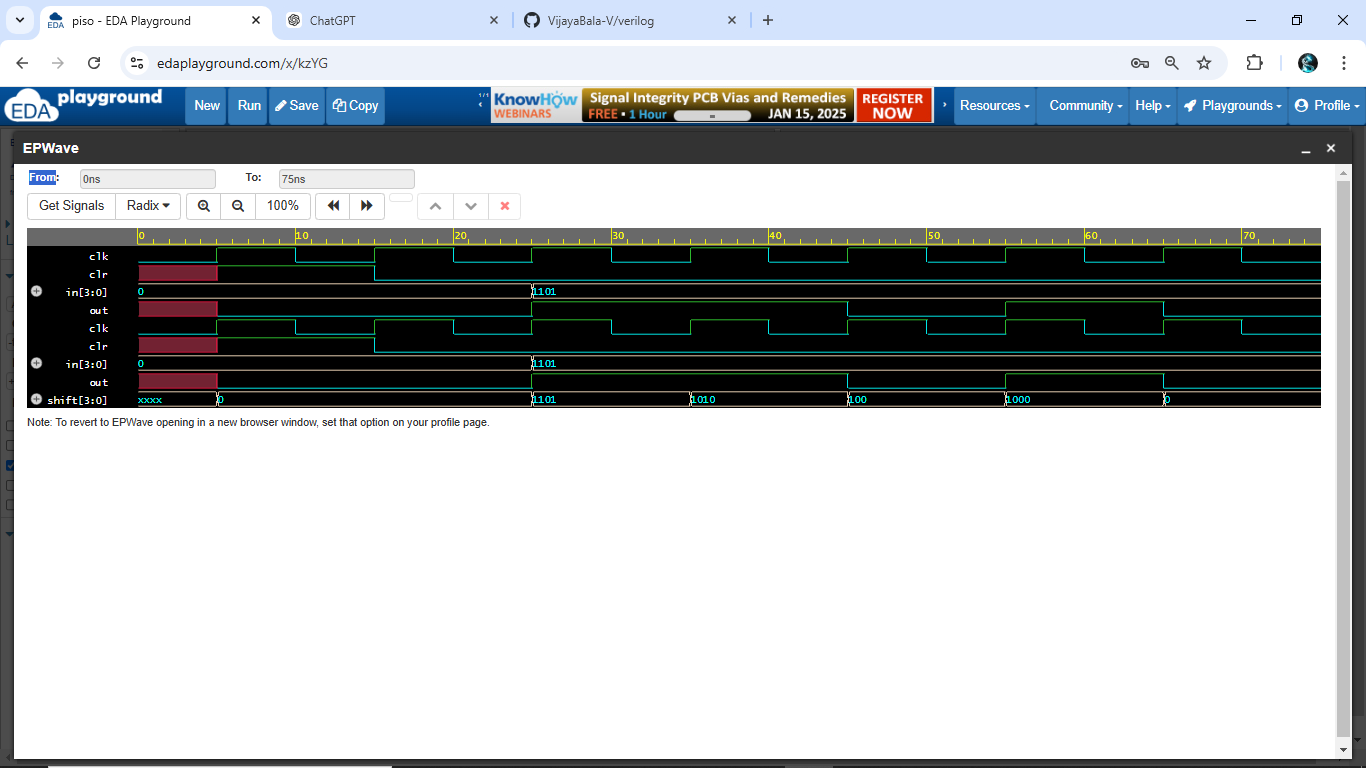 piso - EDA Playground
ChatGPT
VijayaBala-V/verilog
edaplayground.com/x/kzYG
EDA playground
New
Run
Save
Copy
1/1
KnowHow WEBINARS
Signal Integrity PCB Vias and Remedies
FREE • 1 Hour
JAN 15, 2025
REGISTER NOW
Resources
Community
Help
Playgrounds
Profile
EPWave
From: 0ns To: 75ns
Get Signals Radix 100%
0 10 20 30 40 50 60 70
clk
clr
in[3:0] 0 1101
out
clk
clr
in[3:0] 0 1101
out
shift[3:0] xxxx 0 1101 1010 100 1000 0
Note: To revert to EPWave opening in a new browser window, set that option on your profile page.